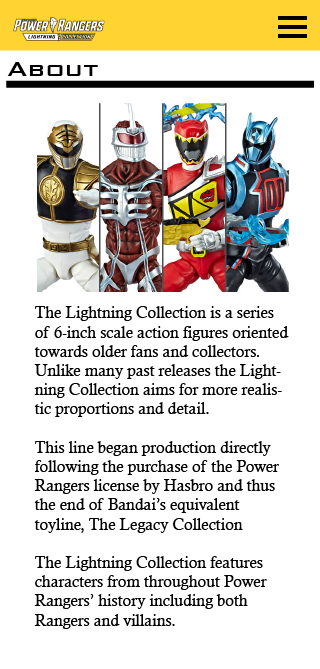 POWER RANGERS
LIGHTNING COLLECTION
ABOUT
The Lightning Collection is a series
of 6-inch scale action figures oriented
towards older fans and collectors.
Unlike many past releases the Light-
ning Collection aims for more realis-
tic proportions and detail.
This line began production directly
following the purchase of the Power
Rangers license by Hasbro and thus
the end of Bandai’s equivalent
toyline, The Legacy Collection
The Lightning Collection features
characters from throughout Power
Rangers’ history including both
Rangers and villains.